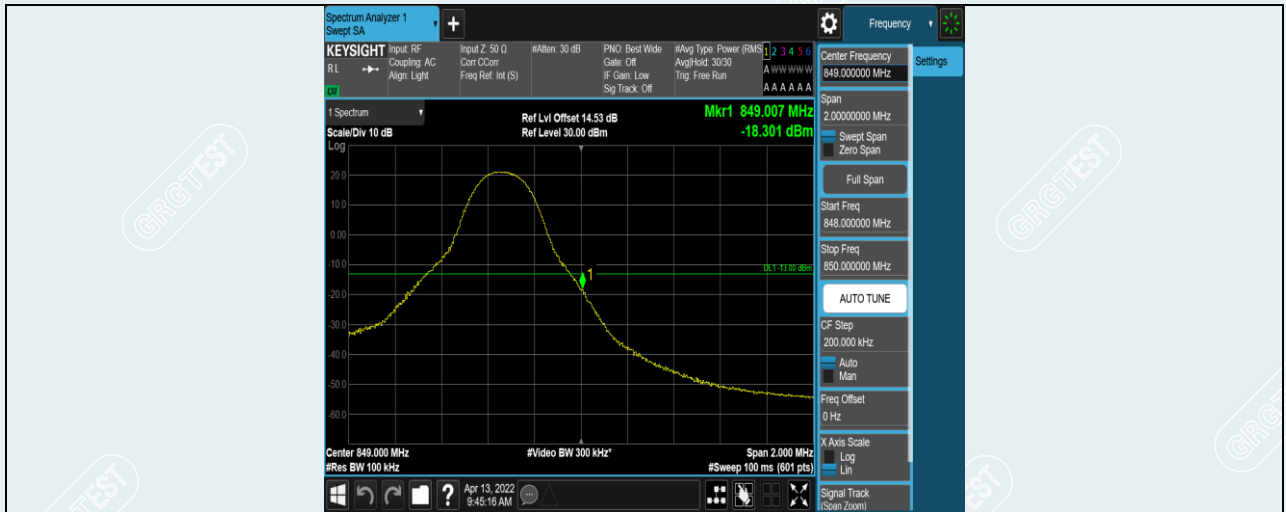 Spectrum Analyzer 1
Swept SA
Frequency
KEYSIGHT
RL
LXI
Input: RF
Coupling: AC
Align: Light
Input Z: 50 Ω
Corr CCorr
Freq Ref: Int (S)
#Atten: 30 dB
PNO: Best Wide
Gate: Off
IF Gain: Low
Sig Track: Off
#Avg Type: Power (RMS
Avg|Hold: 30/30
Trig: Free Run
1 2 3 4 5 6
A W W W W W
A A A A A A
1 Spectrum
Scale/Div 10 dB
Log
Ref Lvl Offset 14.53 dB
Ref Level 30.00 dBm
Mkr1 849.007 MHz
-18.301 dBm
20.0
10.0
0.00
-10.0
DL1 -13.00 dBm
1
-20.0
-30.0
-40.0
-50.0
-60.0
Center 849.000 MHz
#Res BW 100 kHz
#Video BW 300 kHz*
Span 2.000 MHz
#Sweep 100 ms (601 pts)
Apr 13, 2022
9:45:16 AM
?
Center Frequency
849.000000 MHz
Span
2.00000000 MHz
Swept Span
Zero Span
Full Span
Start Freq
848.000000 MHz
Stop Freq
850.000000 MHz
AUTO TUNE
CF Step
200.000 kHz
Auto
Man
Freq Offset
0 Hz
X Axis Scale
Log
Lin
Signal Track
(Span Zoom)
Settings
GRGTEST
GRGTEST
GRGTEST
GRGTEST